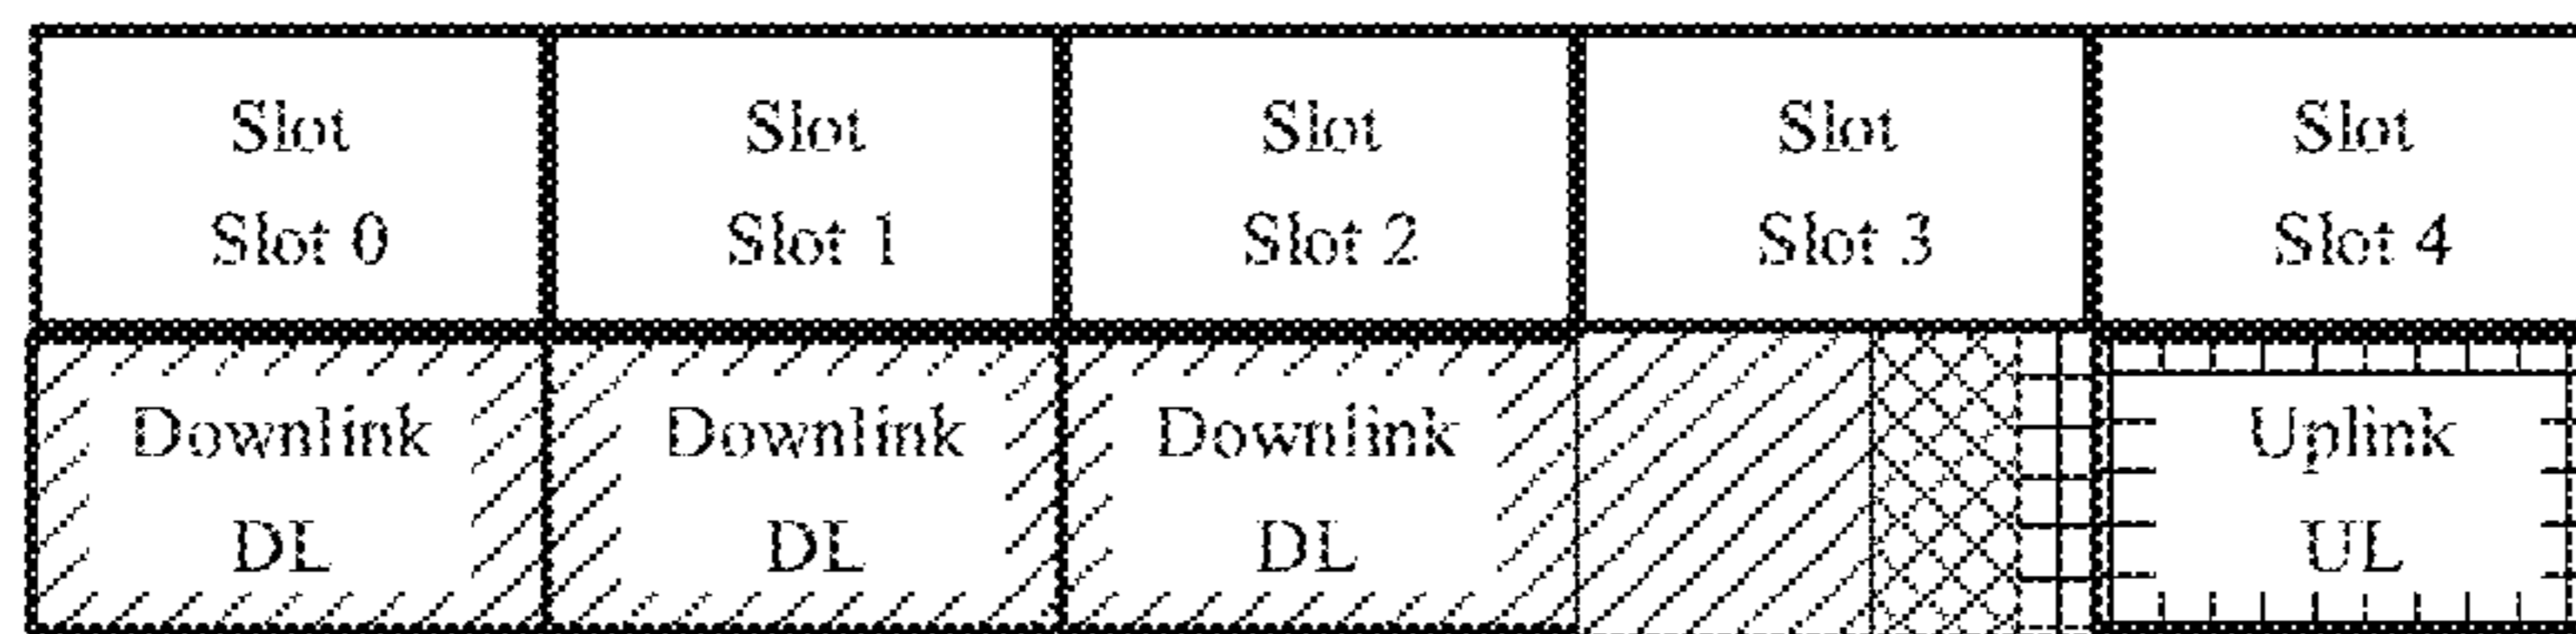 Slot
Slot 0
Slot
Slot 1
Slot
Slot 2
Slot
Slot 3
Slot
Slot 4
Downlink
DL
Downlink
DL
Downlink
DL
Uplink
UL